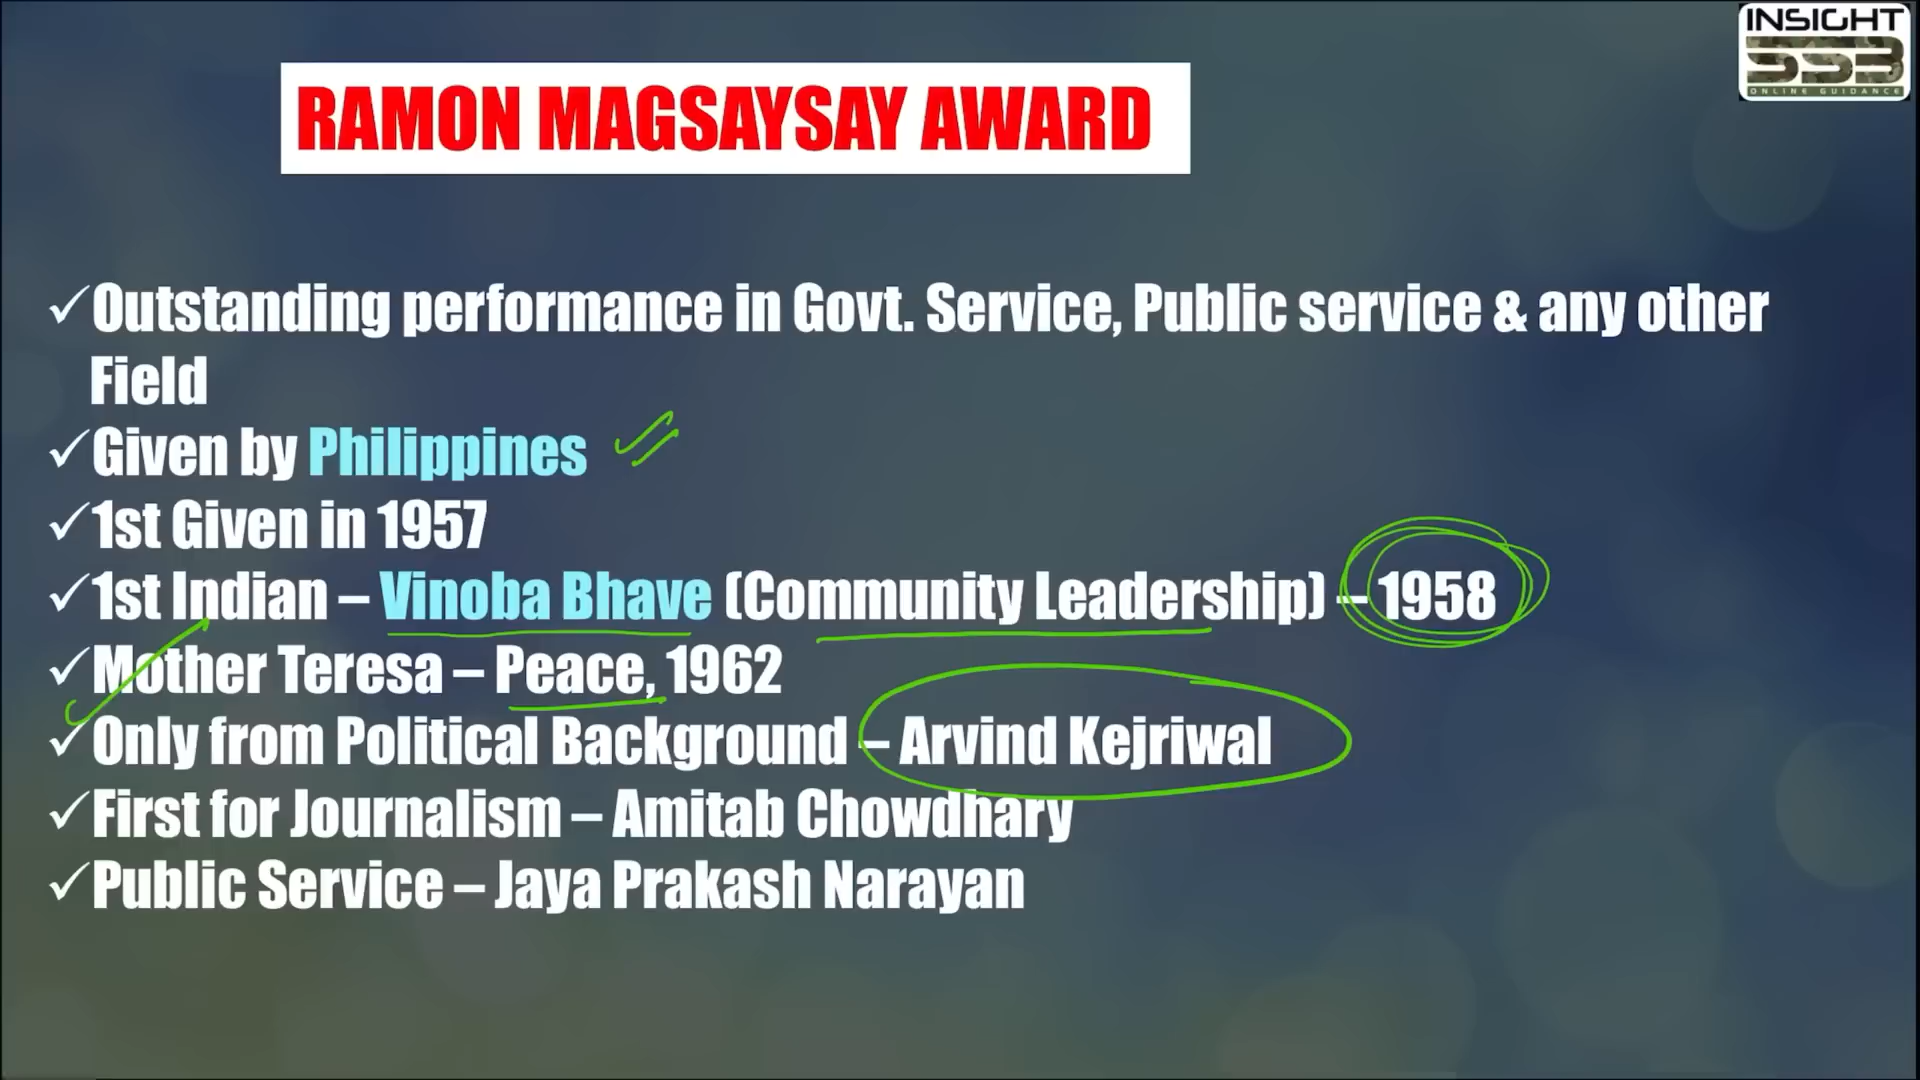 INSIGHT
SSB
ONLINE GUIDANCE
RAMON MAGSAYSAY AWARD
✓Outstanding performance in Govt. Service, Public service & any other
Field
✓Given by Philippines
✓1st Given in 1957
✓1st Indian – Vinoba Bhave (Community Leadership) – 1958
✓Mother Teresa – Peace, 1962
✓Only from Political Background – Arvind Kejriwal
✓First for Journalism – Amitab Chowdhary
✓Public Service – Jaya Prakash Narayan